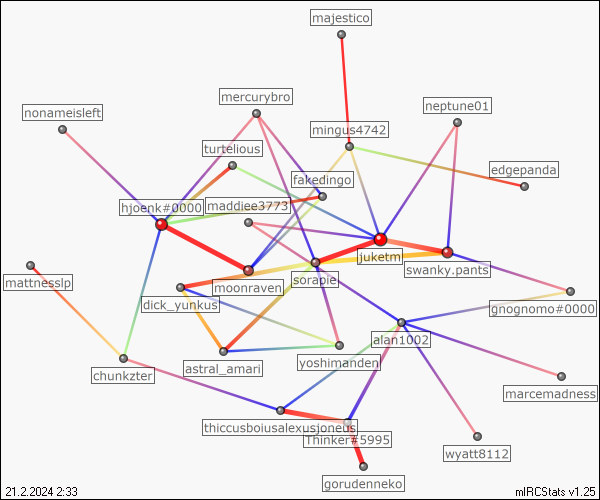 majestico
mercurybro
nonameisleft
neptune01
mingus4742
turtelious
edgepanda
fakedingo
maddiee3773
hjoenk#0000
juketm
swanky.pants
mattnesslp
moonraven
sorapie
dick_yunkus
gnognomo#0000
alan1002
astral_amari
yoshimanden
chunkzter
marcemadness
thiccusboiusalexusjoneus
Thinker#5995
wyatt8112
gorudenneko
21.2.2024 2:33
mIRCStats v1.25